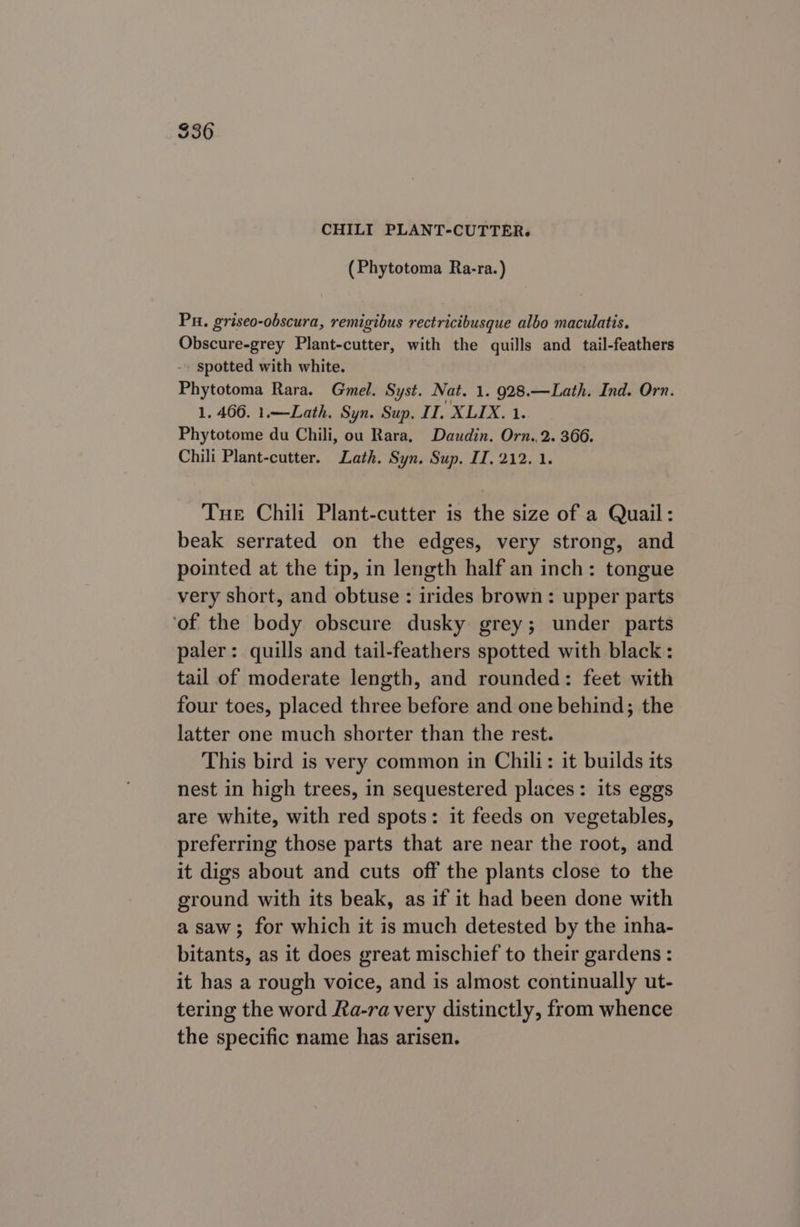 336
CHILI PLANT-CUTTER.
(Phytotoma Ra-ra.)
PH. griseo-obscura, remigibus rectricibusque albo maculatis.
Obscure-grey Plant-cutter, with the quills and tail-feathers
spotted with white.
Phytotoma Rara. Gmel. Syst. Nat. 1. 928.—Lath. Ind. Orn.
1. 466. 1.—Lath. Syn. Sup. II. XLIX. 1.
Phytotome du Chili, ou Rara. Daudin. Orn. 2. 366.
Chili Plant-cutter. Lath. Syn. Sup. II. 212. 1.
THE Chili Plant-cutter is the size of a Quail:
beak serrated on the edges, very strong, and
pointed at the tip, in length half an inch: tongue
very short, and obtuse: irides brown: upper parts
of the body obscure dusky grey; under parts
paler: quills and tail-feathers spotted with black:
tail of moderate length, and rounded: feet with
four toes, placed three before and one behind; the
latter one much shorter than the rest.
This bird is very common in Chili: it builds its
nest in high trees, in sequestered places: its eggs
are white, with red spots: it feeds on vegetables,
preferring those parts that are near the root, and
it digs about and cuts off the plants close to the
ground with its beak, as if it had been done with
a saw; for which it is much detested by the inha-
bitants, as it does great mischief to their gardens:
it has a rough voice, and is almost continually ut-
tering the word Ra-ra very distinctly, from whence
the specific name has arisen.